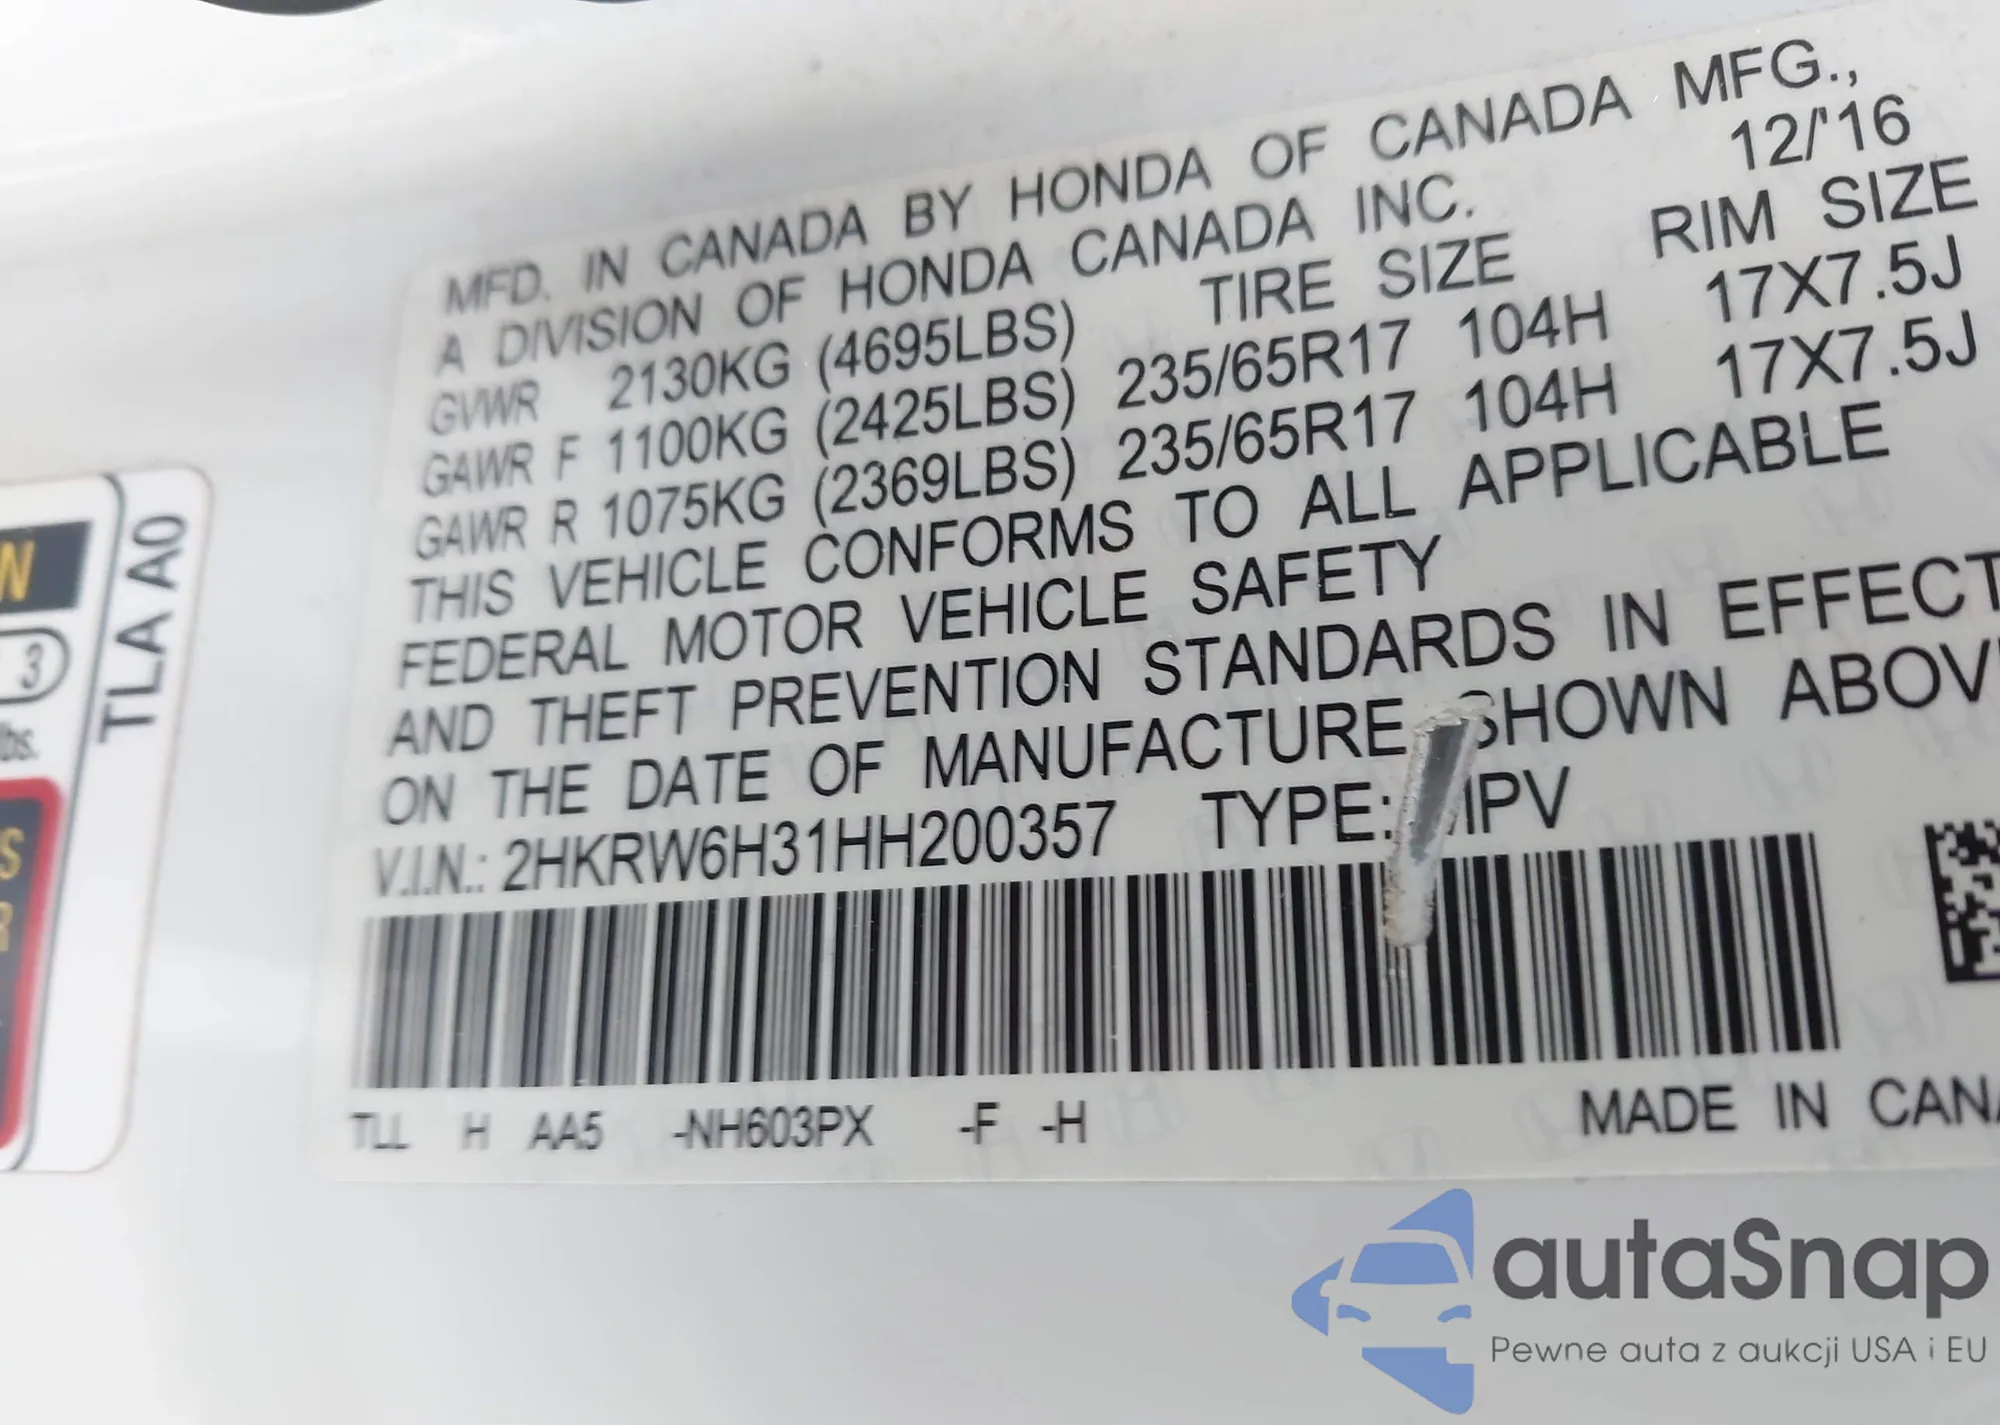 MFD. IN CANADA BY HONDA OF CANADA MFG.,
A DIVISION OF HONDA CANADA INC. 12/'16
GVWR 2130KG (4695LBS) TIRE SIZE RIM SIZE
GAWR F 1100KG (2425LBS) 235/65R17 104H 17X7.5J
GAWR R 1075KG (2369LBS) 235/65R17 104H 17X7.5J
THIS VEHICLE CONFORMS TO ALL APPLICABLE
FEDERAL MOTOR VEHICLE SAFETY
AND THEFT PREVENTION STANDARDS IN EFFECT
ON THE DATE OF MANUFACTURE SHOWN ABOV
V.I.N.: 2HKRW6H31HH200357 TYPE: MPV
TLL H AA5 -NH603PX -F -H
MADE IN CANA
N
3
bs.
S
R
TLA A0
autaSnap
Pewne auta z aukcji USA i EU